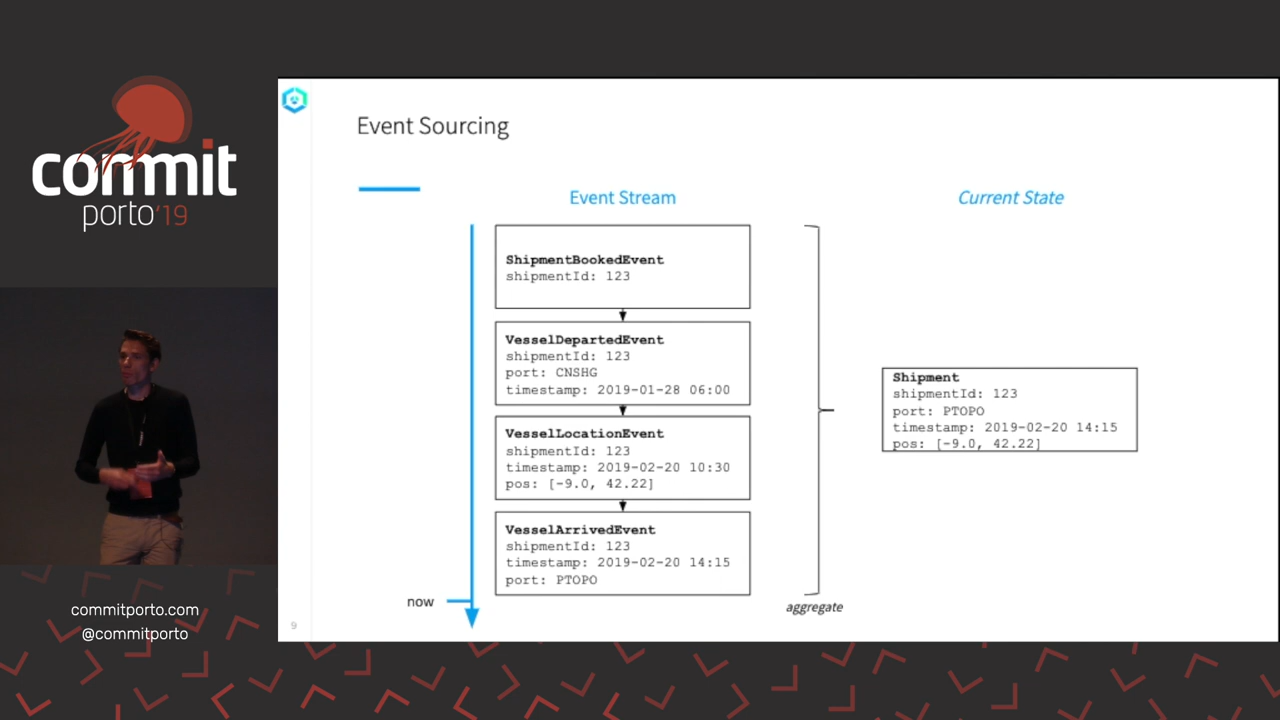 commit
porto'19
commitporto.com
@commitporto
Event Sourcing
Event Stream
Current State
ShipmentBookedEvent
shipmentId: 123
VesselDepartedEvent
shipmentId: 123
port: CNSHG
timestamp: 2019-01-28 06:00
VesselLocationEvent
shipmentId: 123
timestamp: 2019-02-20 10:30
pos: [-9.0, 42.22]
VesselArrivedEvent
shipmentId: 123
timestamp: 2019-02-20 14:15
port: PTOPO
now
aggregate
Shipment
shipmentId: 123
port: PTOPO
timestamp: 2019-02-20 14:15
pos: [-9.0, 42.22]
9